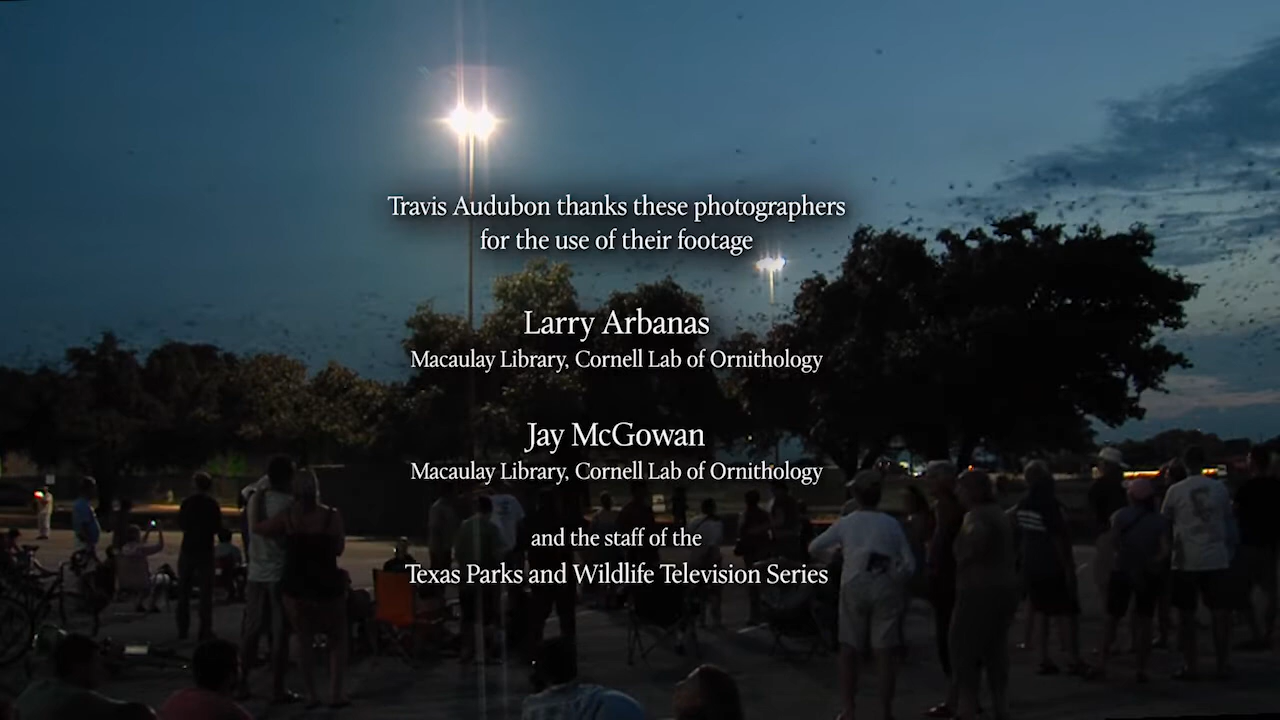 Travis Audubon thanks these photographers
for the use of their footage
Larry Arbanas
Macaulay Library, Cornell Lab of Ornithology
Jay McGowan
Macaulay Library, Cornell Lab of Ornithology
and the staff of the
Texas Parks and Wildlife Television Series